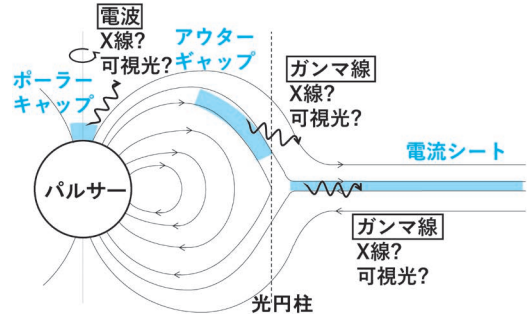 電波
X線?
可視光?
ポーラー
キャップ
アウター
ギャップ
ガンマ線
X線?
可視光?
電流シート
パルサー
ガンマ線
X線?
可視光?
光円柱